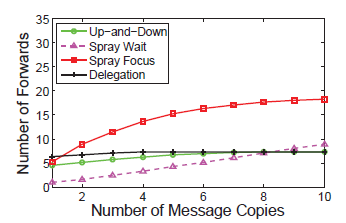 35
30
25
20
15
10
5
0
Number of Forwards
Up-and-Down
Spray Wait
Spray Focus
Delegation
2 4 6 8 10
Number of Message Copies